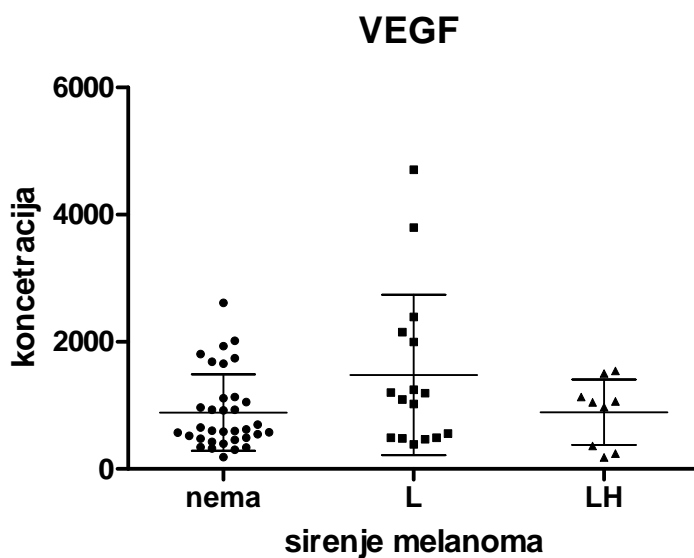 VEGF
6000
4000
2000
0
koncetracija
nema L LH
sirenje melanoma